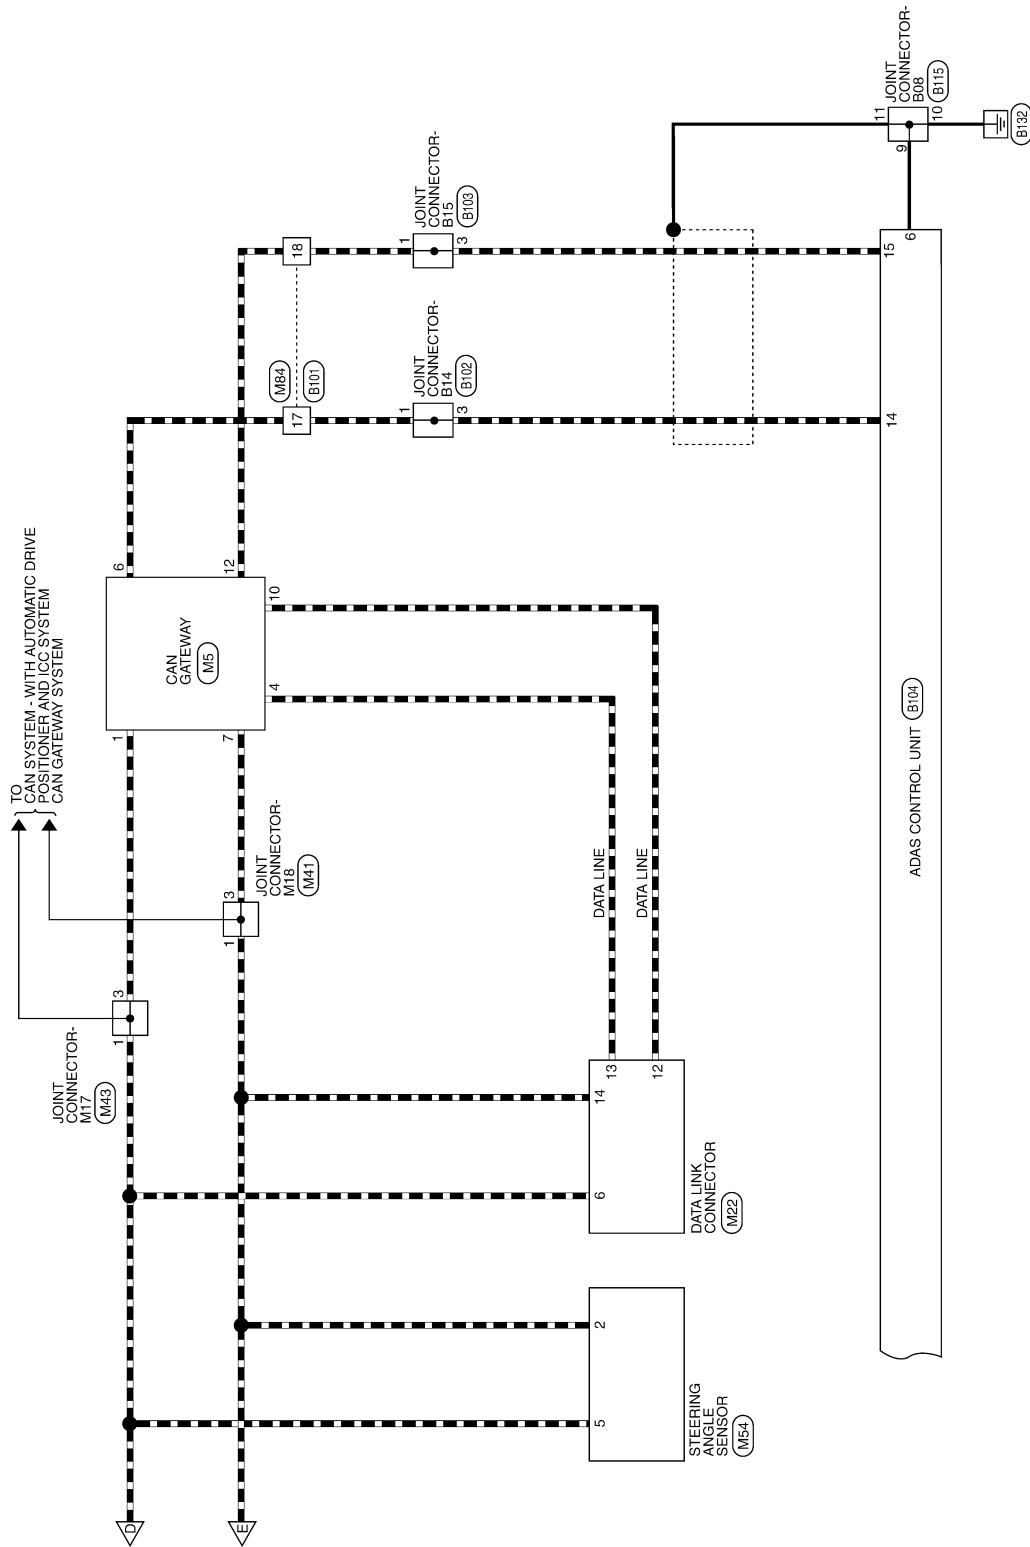 D
E
5
2
STEERING
ANGLE
SENSOR
M54
6
14
13
12
DATA LINK
CONNECTOR
M22
JOINT
CONNECTOR-
M17
M43
1
3
1
3
JOINT
CONNECTOR-
M18
M41
TO
CAN SYSTEM - WITH AUTOMATIC DRIVE
POSITIONER AND ICC SYSTEM
CAN GATEWAY SYSTEM
DATA LINE
DATA LINE
1
7
CAN
GATEWAY
M5
4
10
6
12
M84
B101
17
18
1
3
JOINT
CONNECTOR-
B14
B102
1
3
JOINT
CONNECTOR-
B15
B103
14
15
6
ADAS CONTROL UNIT
B104
9
11
10
JOINT
CONNECTOR-
B08
B115
B132